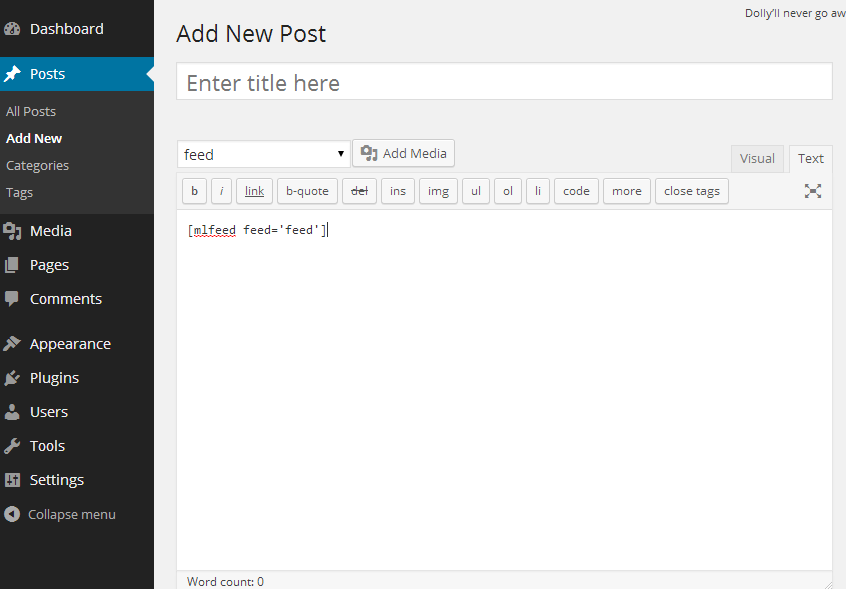 Dolly'll never go aw
Dashboard
Posts
All Posts
Add New
Categories
Tags
Media
Pages
Comments
Appearance
Plugins
Users
Tools
Settings
Collapse menu
Add New Post
Enter title here
feed
Add Media
Visual
Text
b i link b-quote del ins img ul ol li code more close tags
[mlfeed feed='feed']
Word count: 0